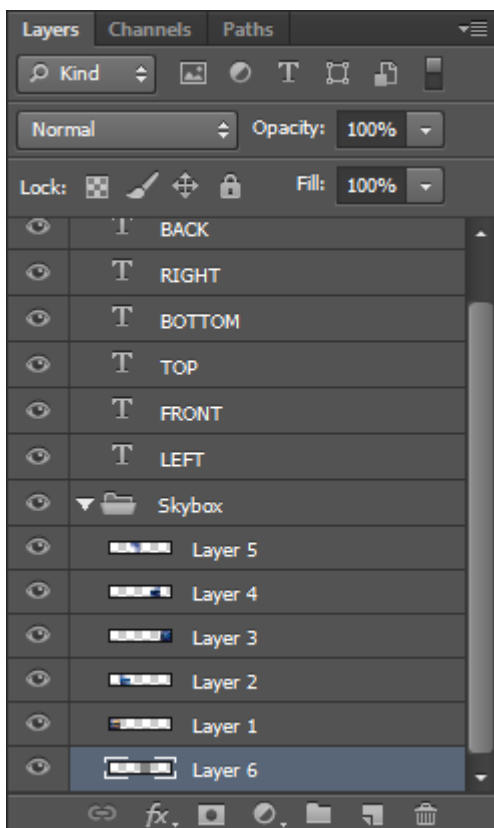 Layers Channels Paths
Kind
Normal Opacity: 100%
Lock: Fill: 100%
T BACK
T RIGHT
T BOTTOM
T TOP
T FRONT
T LEFT
Skybox
Layer 5
Layer 4
Layer 3
Layer 2
Layer 1
Layer 6
fx.